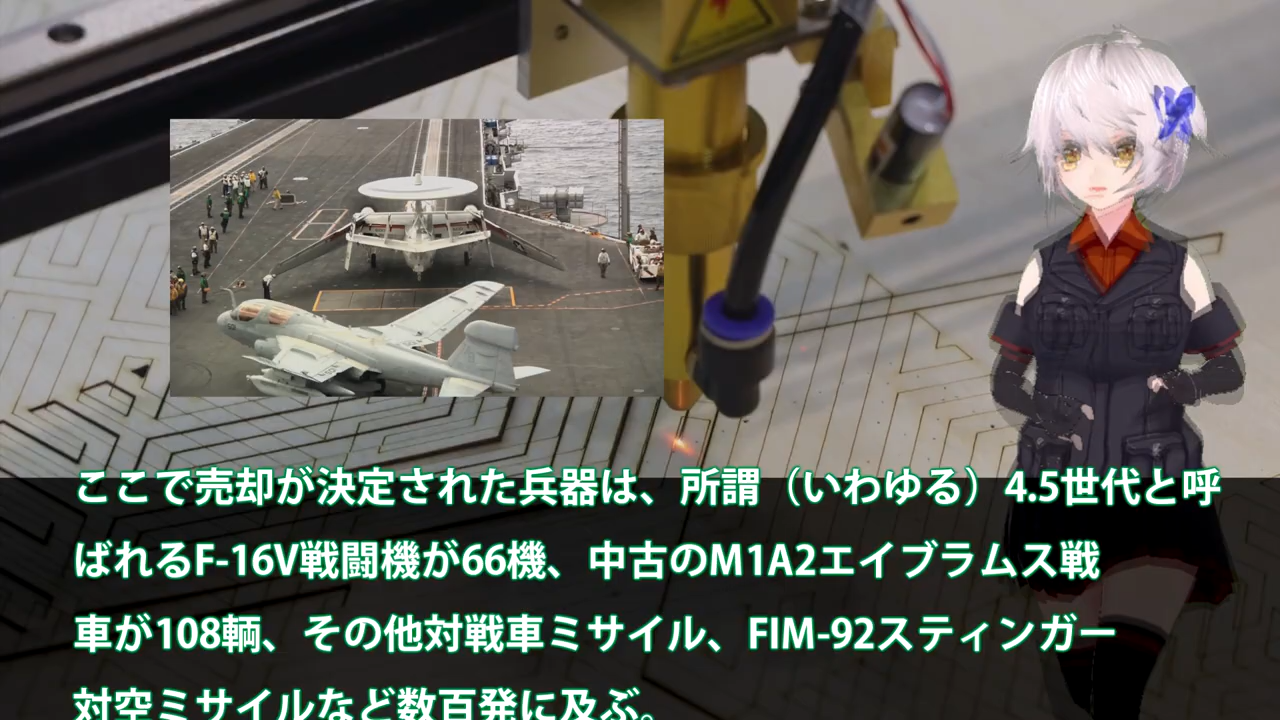 ここで売却が決定された兵器は、所謂（いわゆる）4.5世代と呼
ばれるF-16V戦闘機が66機、中古のM1A2エイブラムス戦
車が108輌、その他対戦車ミサイル、FIM-92スティンガー
対空ミサイルなど数百発に及ぶ。